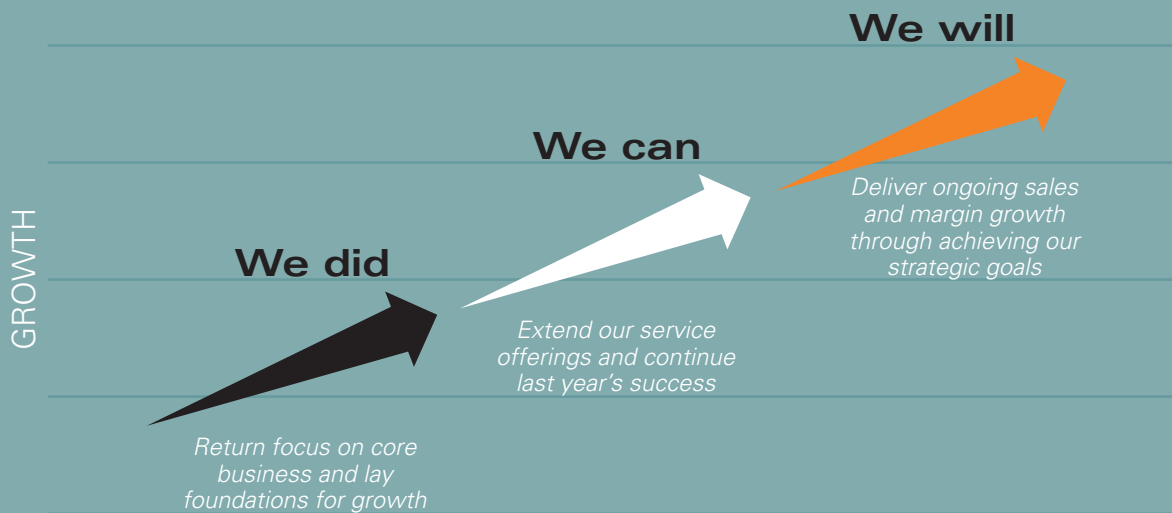 We will
Deliver ongoing sales
and margin growth
through achieving our
strategic goals
We can
Extend our service
offerings and continue
last year’s success
We did
Return focus on core
business and lay
foundations for growth
GROWTH